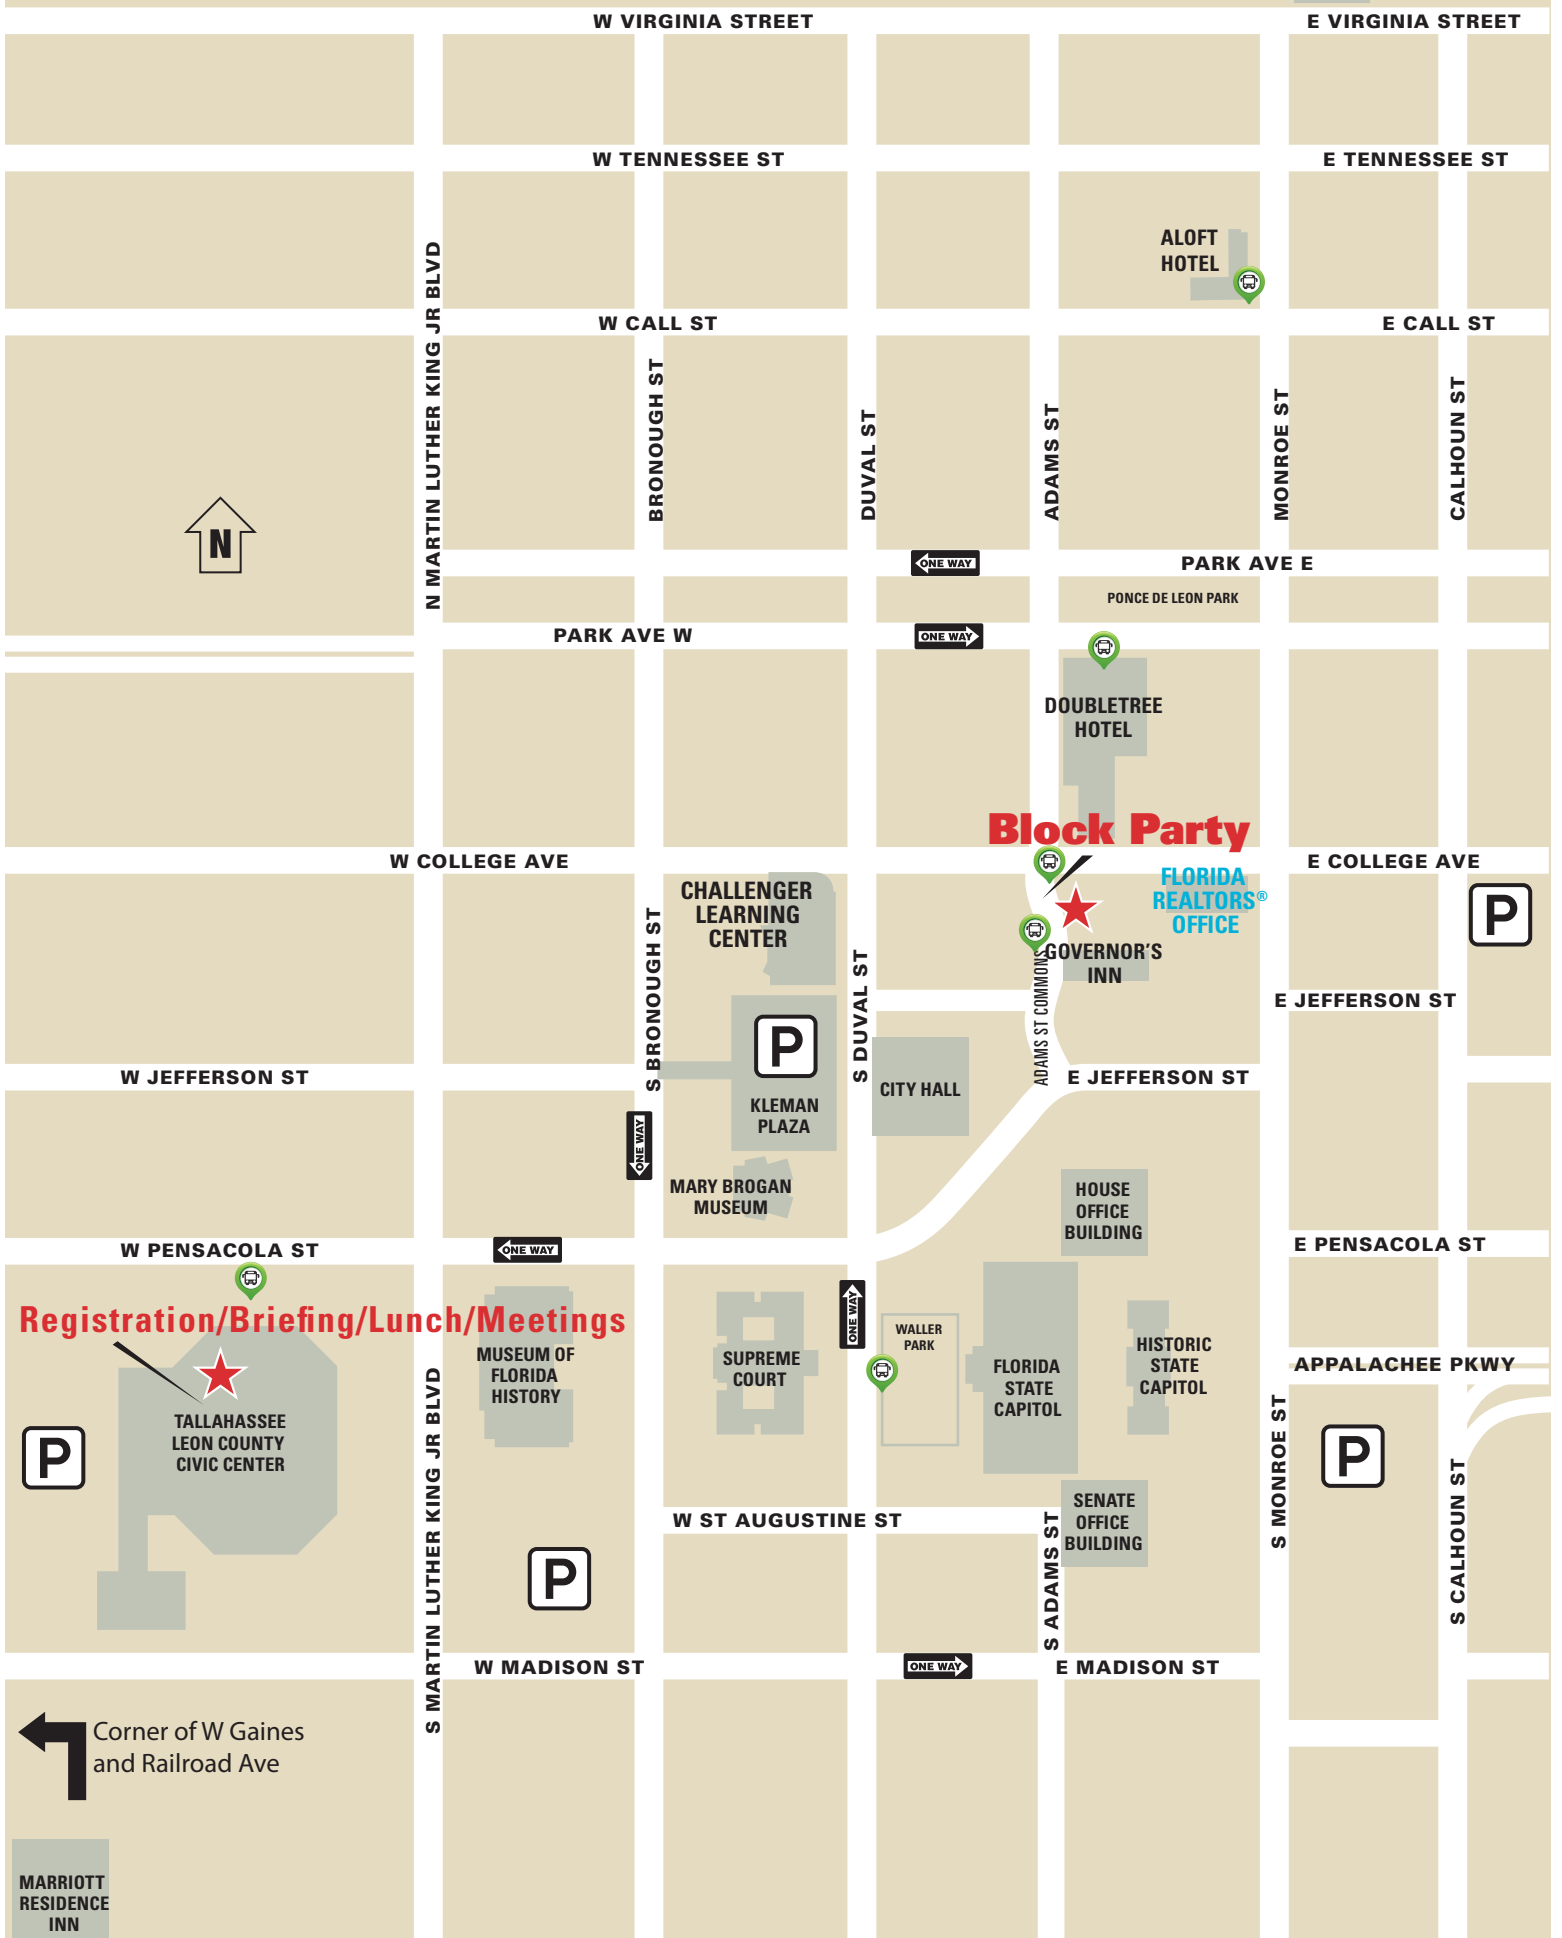 W VIRGINIA STREET
E VIRGINIA STREET
W TENNESSEE ST
E TENNESSEE ST
ALOFT
HOTEL
W CALL ST
E CALL ST
N MARTIN LUTHER KING JR BLVD
BRONOUGH ST
DUVAL ST
ADAMS ST
MONROE ST
CALHOUN ST
N
ONE WAY
PARK AVE E
PONCE DE LEON PARK
PARK AVE W
ONE WAY
DOUBLETREE
HOTEL
Block Party
W COLLEGE AVE
E COLLEGE AVE
CHALLENGER
LEARNING
CENTER
FLORIDA
REALTORS®
OFFICE
P
GOVERNOR'S
INN
S BRONOUGH ST
S DUVAL ST
ADAMS ST COMMONS
E JEFFERSON ST
P
W JEFFERSON ST
E JEFFERSON ST
CITY HALL
KLEMAN
PLAZA
ONE WAY
MARY BROGAN
MUSEUM
HOUSE
OFFICE
BUILDING
W PENSACOLA ST
ONE WAY
E PENSACOLA ST
Registration/Briefing/Lunch/Meetings
ONE WAY
WALLER
PARK
MUSEUM OF
FLORIDA
HISTORY
SUPREME
COURT
FLORIDA
STATE
CAPITOL
HISTORIC
STATE
CAPITOL
APPALACHEE PKWY
TALLAHASSEE
LEON COUNTY
CIVIC CENTER
P
P
S MARTIN LUTHER KING JR BLVD
S MONROE ST
S CALHOUN ST
W ST AUGUSTINE ST
S ADAMS ST
SENATE
OFFICE
BUILDING
P
W MADISON ST
ONE WAY
E MADISON ST
Corner of W Gaines
and Railroad Ave
MARRIOTT
RESIDENCE
INN